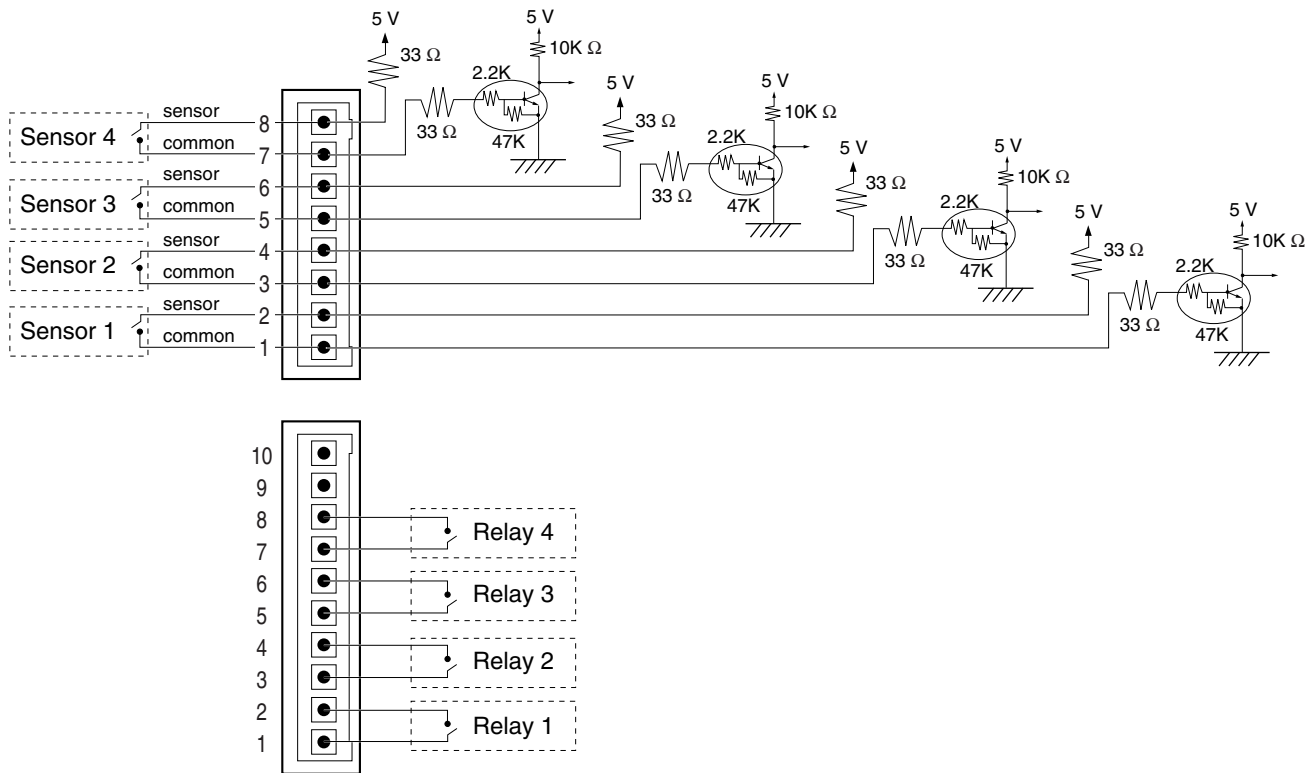 5 V
33 Ω
5 V
10K Ω
2.2K
33 Ω
47K
5 V
33 Ω
5 V
10K Ω
2.2K
33 Ω
47K
5 V
33 Ω
5 V
10K Ω
2.2K
33 Ω
47K
5 V
33 Ω
5 V
10K Ω
2.2K
33 Ω
47K
Sensor 4
sensor 8
common 7
Sensor 3
sensor 6
common 5
Sensor 2
sensor 4
common 3
Sensor 1
sensor 2
common 1
10
9
8
7
Relay 4
6
5
Relay 3
4
3
Relay 2
2
1
Relay 1